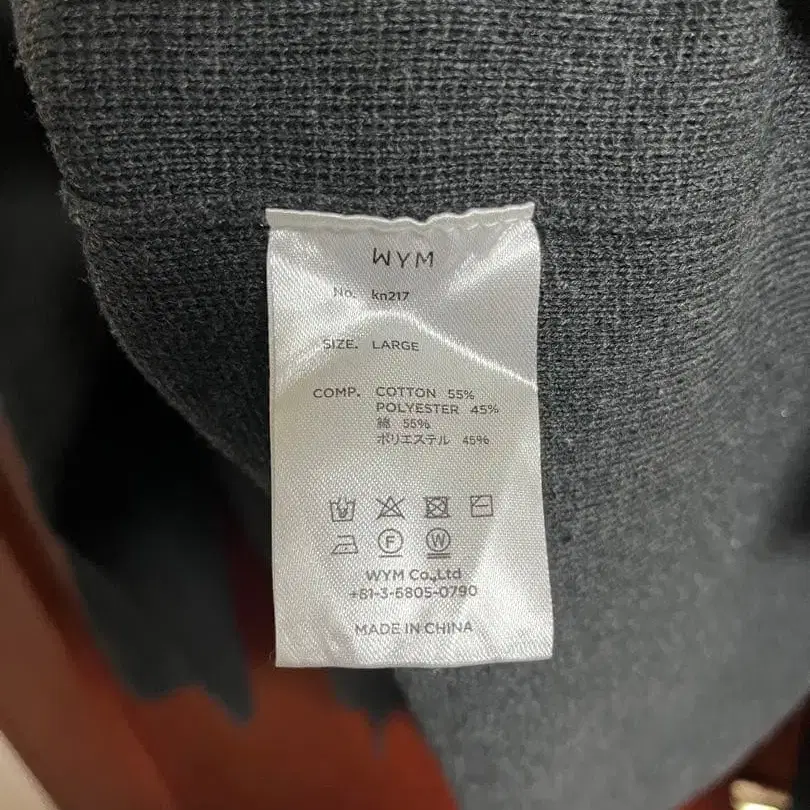 WYM
No. kn217
SIZE. LARGE
COMP. COTTON 55%
POLYESTER 45%
綿 55%
ポリエステル 45%
F W
WYM Co.,Ltd
+81-3-6805-0790
MADE IN CHINA